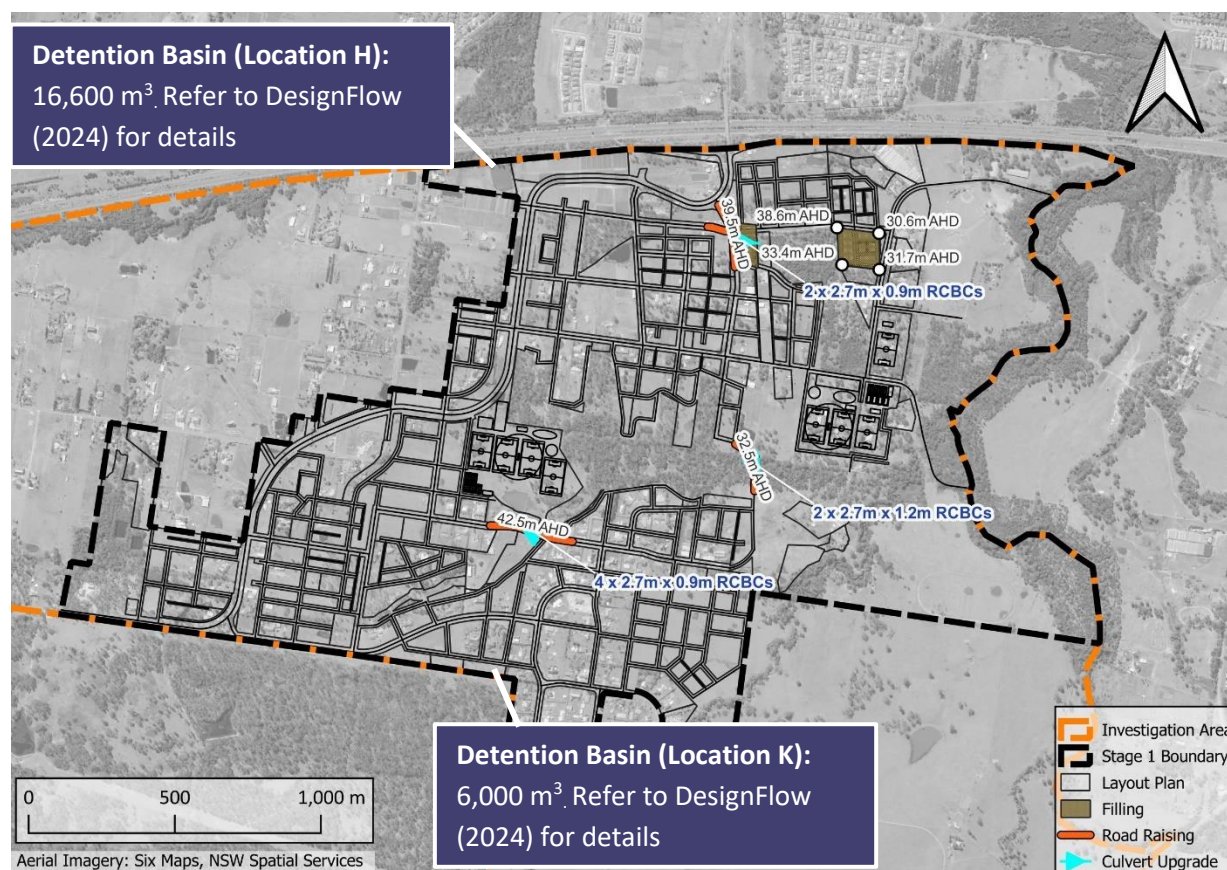 Detention Basin (Location H):
16,600 m³. Refer to DesignFlow
(2024) for details
39.5m AHD
38.6m AHD
30.6m AHD
33.4m AHD
31.7m AHD
2 x 2.7m x 0.9m RCBCs
32.5m AHD
2 x 2.7m x 1.2m RCBCs
42.5m AHD
4 x 2.7m x 0.9m RCBCs
Detention Basin (Location K):
6,000 m³. Refer to DesignFlow
(2024) for details
0 500 1,000 m
Aerial Imagery: Six Maps, NSW Spatial Services
Investigation Area
Stage 1 Boundary
Layout Plan
Filling
Road Raising
Culvert Upgrade